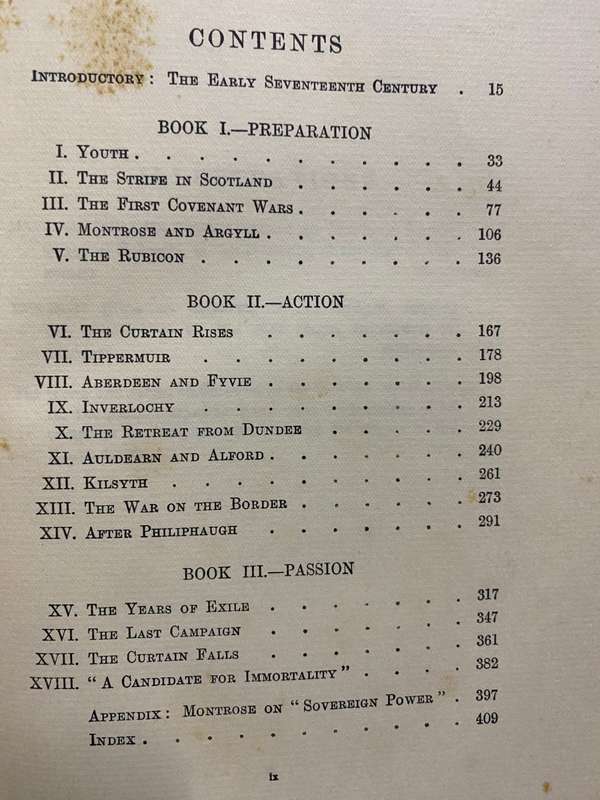 CONTENTS
INTRODUCTORY: THE EARLY SEVENTEENTH CENTURY . 15
BOOK I.—PREPARATION
I. YOUTH . . . . . . . . . . . 33
II. THE STRIFE IN SCOTLAND . . . . . . 44
III. THE FIRST COVENANT WARS . . . . . . 77
IV. MONTROSE AND ARGYLL . . . . . . . 106
V. THE RUBICON . . . . . . . . . 136
BOOK II.—ACTION
VI. THE CURTAIN RISES . . . . . . . 167
VII. TIPPERMUIR . . . . . . . . 178
VIII. ABERDEEN AND FYVIE . . . . . . . 198
IX. INVERLOCHY . . . . . . . . 213
X. THE RETREAT FROM DUNDEE . . . . . 229
XI. AULDEARN AND ALFORD . . . . . . . 240
XII. KILSYTH . . . . . . . . . 261
XIII. THE WAR ON THE BORDER . . . . . . 273
XIV. AFTER PHILIPHAUGH . . . . . . . 291
BOOK III.—PASSION
XV. THE YEARS OF EXILE . . . . . . . 317
XVI. THE LAST CAMPAIGN . . . . . . . 347
XVII. THE CURTAIN FALLS . . . . . . . 361
XVIII. "A CANDIDATE FOR IMMORTALITY" . . . . 382
APPENDIX: MONTROSE ON "SOVEREIGN POWER" . 397
INDEX . . . . . . . . . . . 409
ix